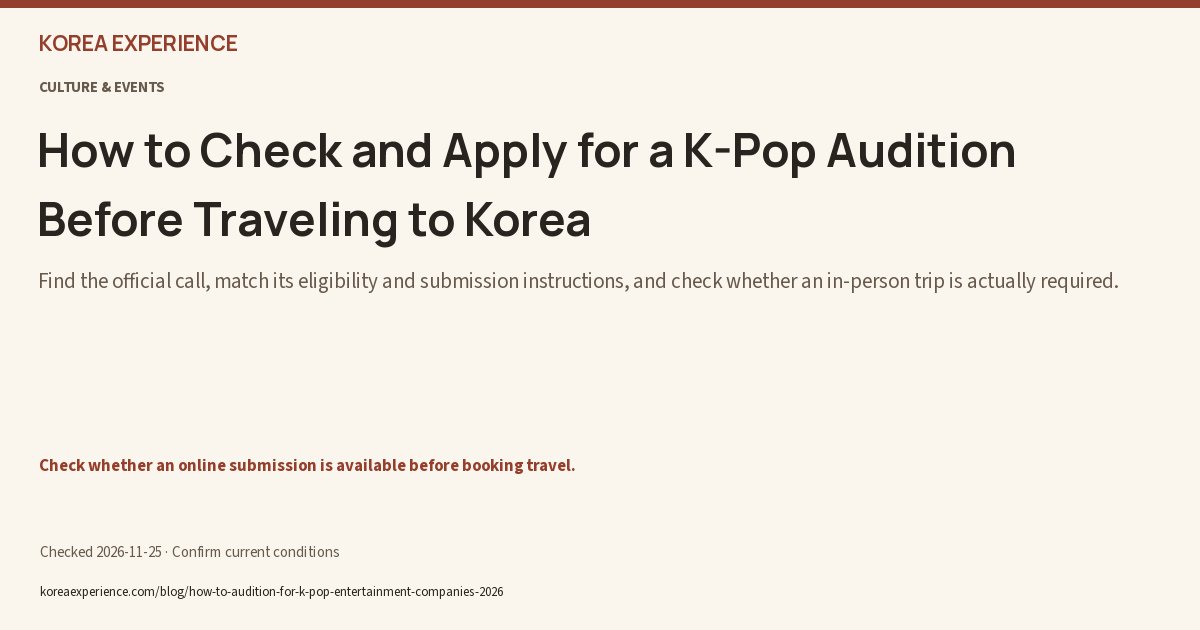 KOREA EXPERIENCE
CULTURE & EVENTS
How to Check and Apply for a K-Pop Audition
Before Traveling to Korea
Find the official call, match its eligibility and submission instructions, and check whether an in-person trip is actually required.
Check whether an online submission is available before booking travel.
Checked 2026-11-25 · Confirm current conditions
koreaexperience.com/blog/how-to-audition-for-k-pop-entertainment-companies-2026